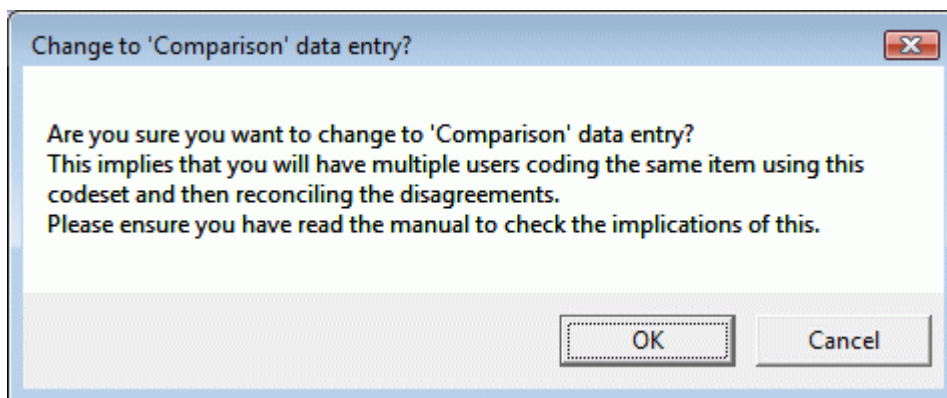 Change to 'Comparison' data entry?
Are you sure you want to change to 'Comparison' data entry?
This implies that you will have multiple users coding the same item using this
codeset and then reconciling the disagreements.
Please ensure you have read the manual to check the implications of this.
OK
Cancel